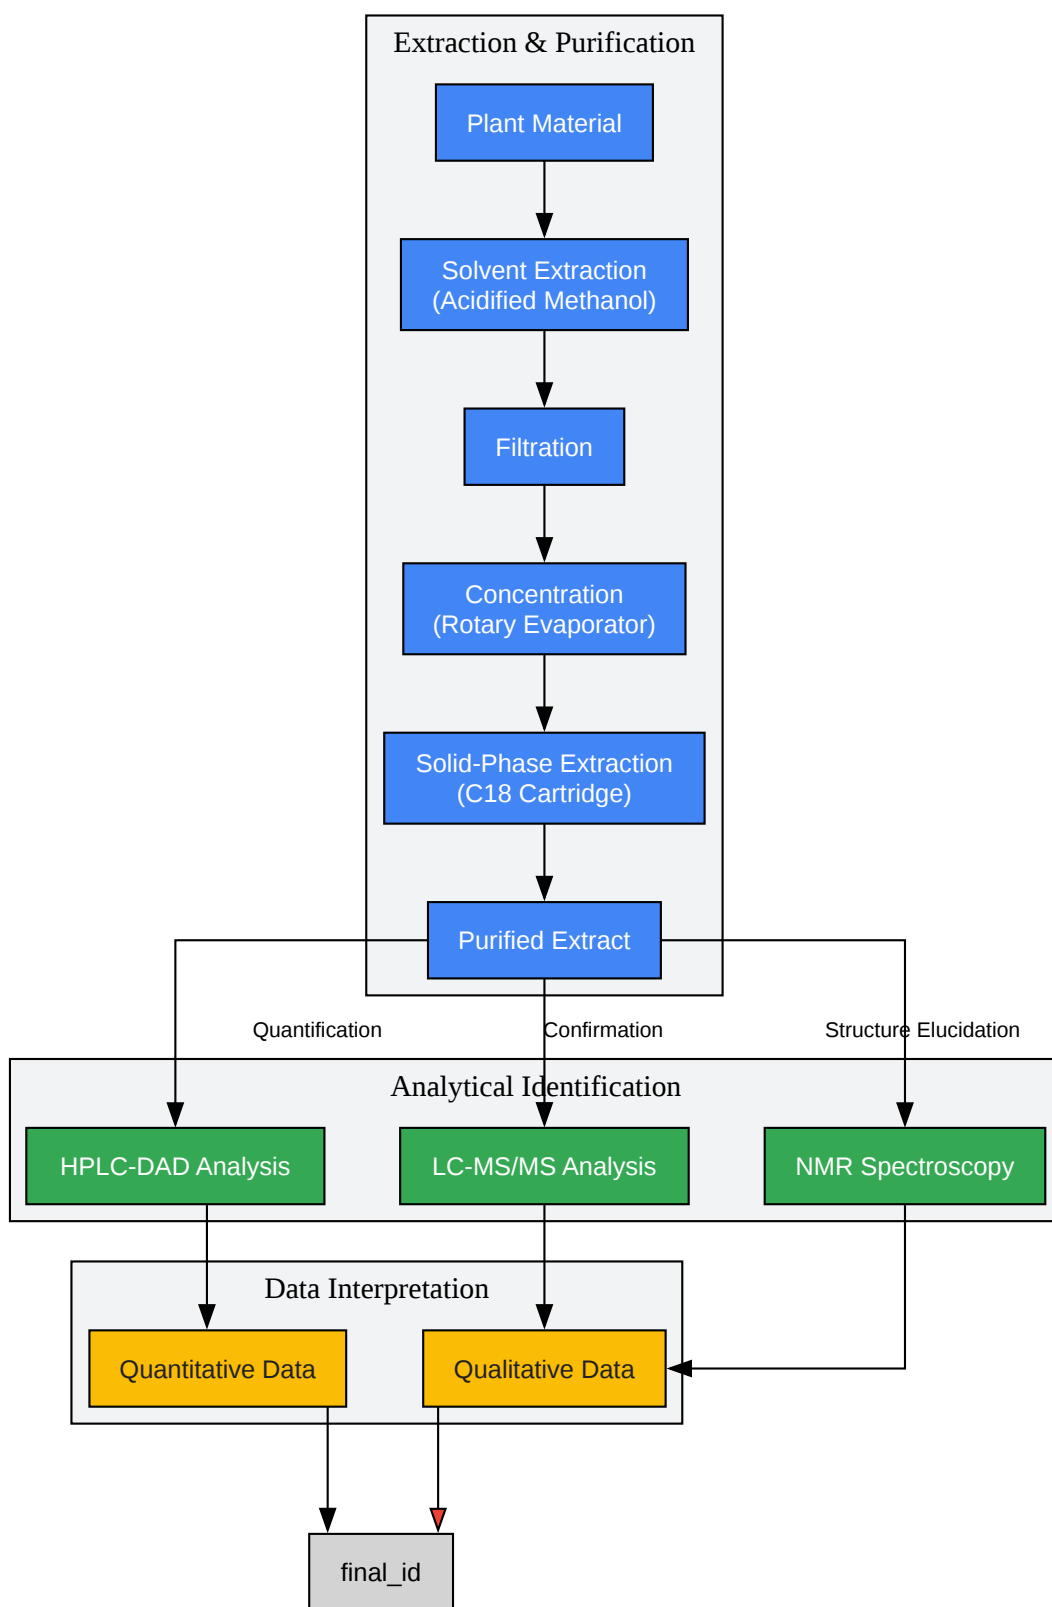 Extraction & Purification
Plant Material
Solvent Extraction
(Acidified Methanol)
Filtration
Concentration
(Rotary Evaporator)
Solid-Phase Extraction
(C18 Cartridge)
Purified Extract
Quantification
Confirmation
Structure Elucidation
Analytical Identification
HPLC-DAD Analysis
LC-MS/MS Analysis
NMR Spectroscopy
Data Interpretation
Quantitative Data
Qualitative Data
final_id